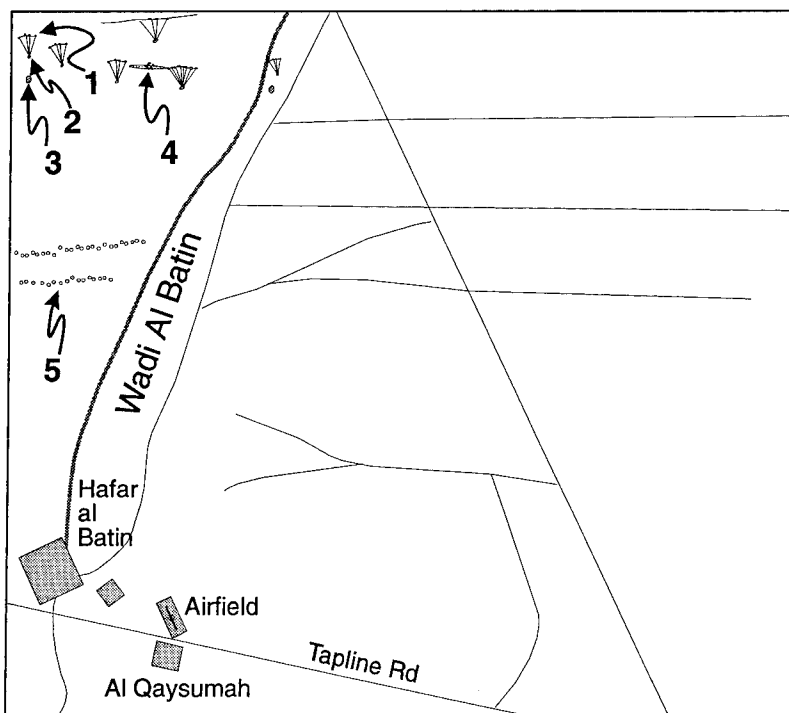 1
2
3
4
5
Wadi Al Batin
Hafar
al
Batin
Airfield
Tapline Rd
Al Qaysumah